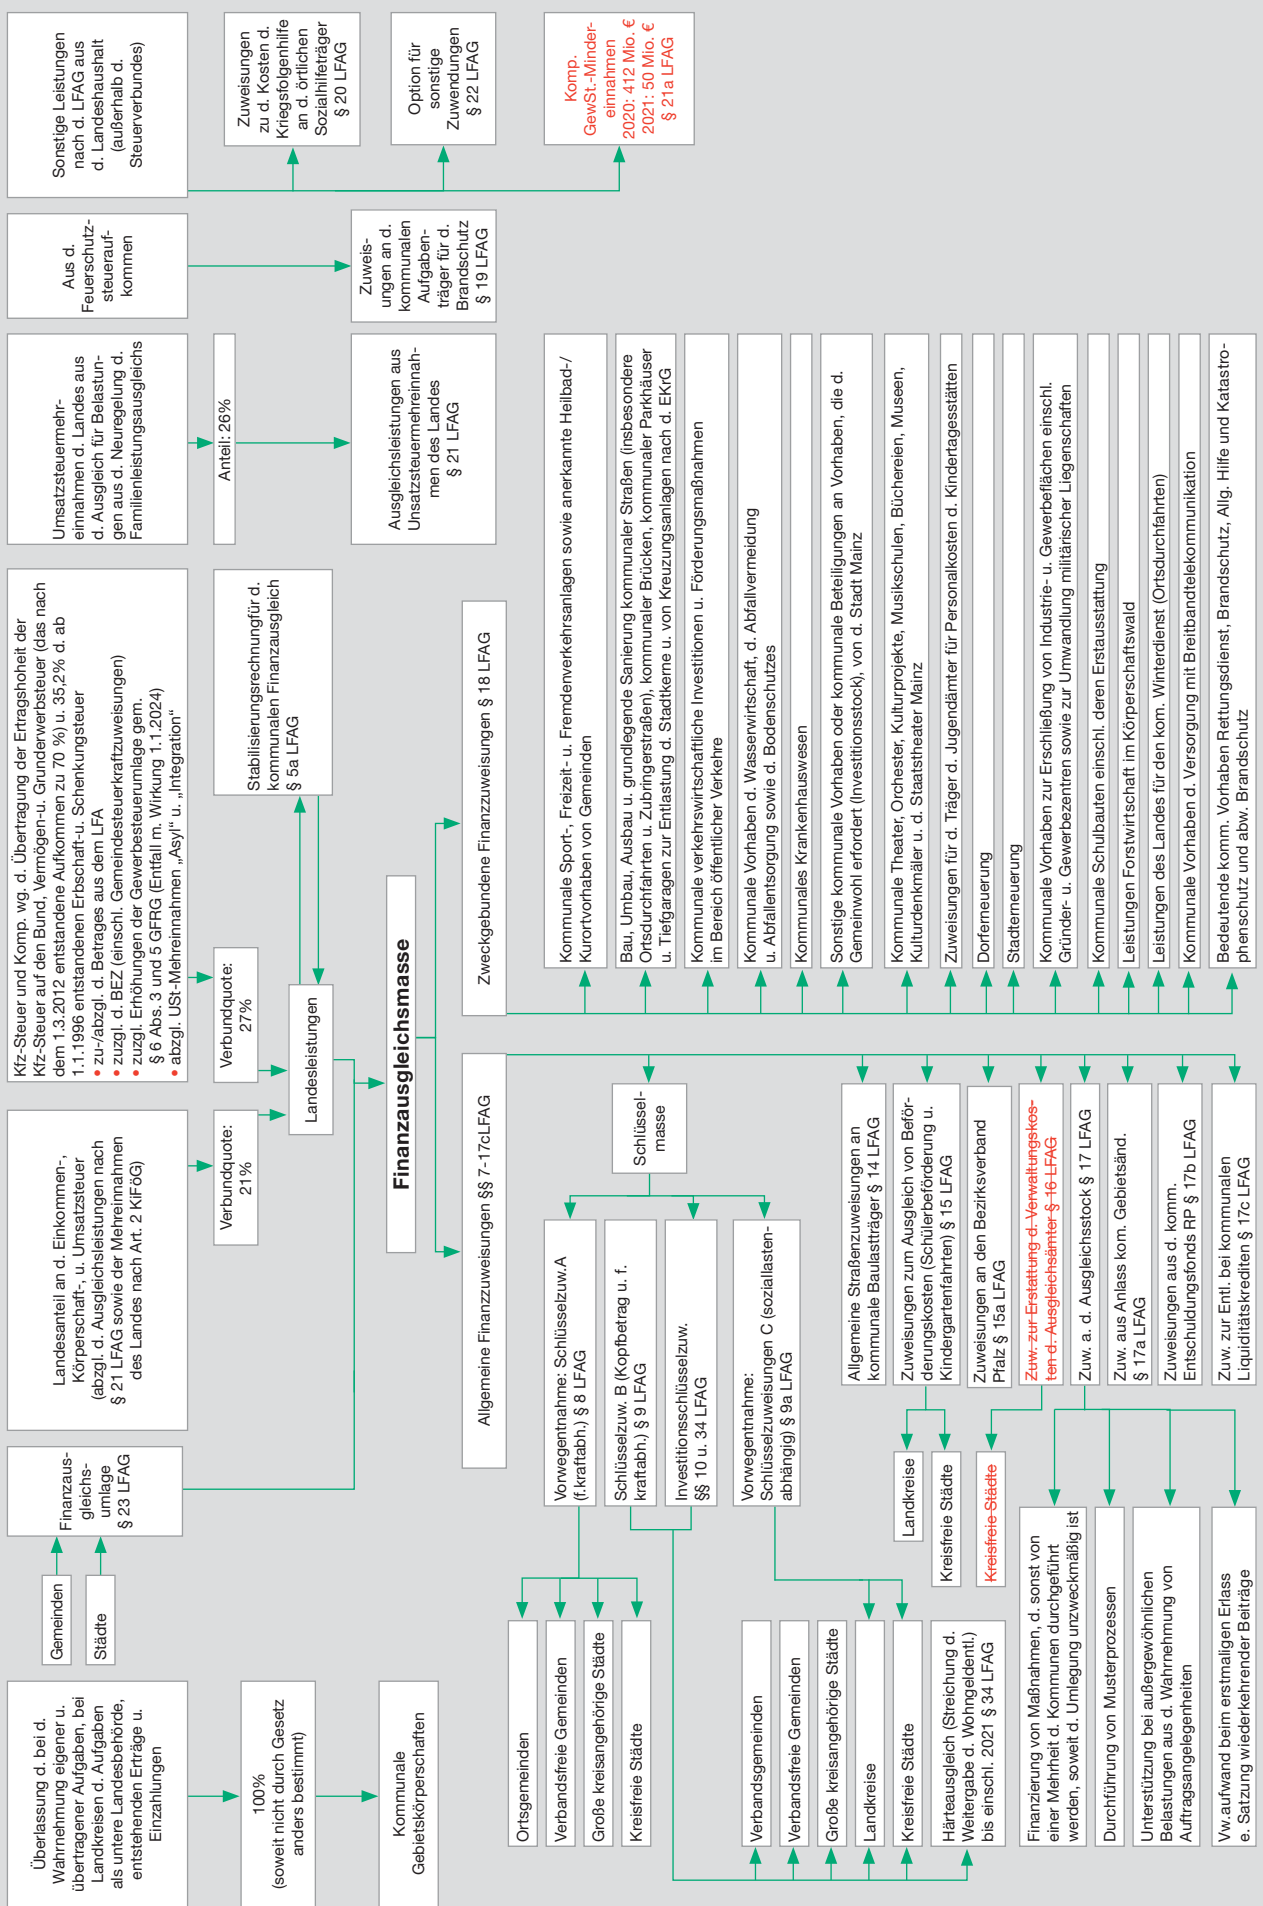 Überlassung d. bei d.
Wahrnehmung eigener u.
übertragener Aufgaben, bei
Landkreisen d. Aufgaben
als untere Landesbehörde,
entstehenden Erträge u.
Einzahlungen
100%
(soweit nicht durch Gesetz
anders bestimmt)
Kommunale
Gebietskörperschaften
Gemeinden
Städte
Finanzaus-
gleichs-
umlage
§ 23 LFAG
Landesanteil an d. Einkommen-,
Körperschaft-, u. Umsatzsteuer
(abzgl. d. Ausgleichsleistungen nach
§ 21 LFAG sowie der Mehreinnahmen
des Landes nach Art. 2 KiFöG)
Verbundquote:
21%
Kfz-Steuer und Komp. wg. d. Übertragung der Ertragshoheit der
Kfz-Steuer auf den Bund, Vermögen-u. Grunderwerbsteuer (das nach
dem 1.3.2012 entstandene Aufkommen zu 70 %) u. 35,2% d. ab
1.1.1996 entstandenen Erbschaft-u. Schenkungsteuer
• zu-/abzgl. d. Betrages aus dem LFA
• zuzgl. d. BEZ (einschl. Gemeindesteuerkraftzuweisungen)
• zuzgl. Erhöhungen der Gewerbesteuerumlage gem.
§ 6 Abs. 3 und 5 GFRG (Entfall m. Wirkung 1.1.2024)
• abzgl. USt-Mehreinnahmen „Asyl“ u. „Integration“
Verbundquote:
27%
Landesleistungen
Stabilisierungsrechnungfür d.
kommunalen Finanzausgleich
§ 5a LFAG
Umsatzsteuermehr-
einnahmen d. Landes aus
d. Ausgleich für Belastun-
gen aus d. Neuregelung d.
Familienleistungsausgleichs
Anteil: 26%
Ausgleichsleistungen aus
Umsatzsteuermehreinnah-
men des Landes
§ 21 LFAG
Aus d.
Feuerschutz-
steuerauf-
kommen
Zuweis-
ungen an d.
kommunalen
Aufgaben-
träger für d.
Brandschutz
§ 19 LFAG
Sonstige Leistungen
nach d. LFAG aus
d. Landeshaushalt
(außerhalb d.
Steuerverbundes)
Zuweisungen
zu d. Kosten d.
Kriegsfolgenhilfe
an d. örtlichen
Sozialhilfeträger
§ 20 LFAG
Option für
sonstige
Zuwendungen
§ 22 LFAG
Komp.
GewSt.-Minder-
einnahmen
2020: 412 Mio. €
2021: 50 Mio. €
§ 21a LFAG
Finanzausgleichsmasse
Allgemeine Finanzzuweisungen §§ 7-17cLFAG
Schlüssel-
masse
Vorwegentnahme: Schlüsselzuw.A
(f.kraftabh.) § 8 LFAG
Schlüsselzuw. B (Kopfbetrag u. f.
kraftabh.) § 9 LFAG
Investitionsschlüsselzuw.
§§ 10 u. 34 LFAG
Vorwegentnahme:
Schlüsselzuweisungen C (soziallasten-
abhängig) § 9a LFAG
Ortsgemeinden
Verbandsfreie Gemeinden
Große kreisangehörige Städte
Kreisfreie Städte
Verbandsgemeinden
Verbandsfreie Gemeinden
Große kreisangehörige Städte
Landkreise
Kreisfreie Städte
Härteausgleich (Streichung d.
Weitergabe d. Wohngeldentl.)
bis einschl. 2021 § 34 LFAG
Allgemeine Straßenzuweisungen an
kommunale Baulastträger § 14 LFAG
Zuweisungen zum Ausgleich von Beför-
derungskosten (Schülerbeförderung u.
Kindergartenfahrten) § 15 LFAG
Landkreise
Kreisfreie Städte
Zuweisungen an den Bezirksverband
Pfalz § 15a LFAG
Zuw. zur Erstattung d. Verwaltungskos-
ten d. Ausgleichsämter § 16 LFAG
Kreisfreie Städte
Zuw. a. d. Ausgleichsstock § 17 LFAG
Finanzierung von Maßnahmen, d. sonst von
einer Mehrheit d. Kommunen durchgeführt
werden, soweit d. Umlegung unzweckmäßig ist
Durchführung von Musterprozessen
Unterstützung bei außergewöhnlichen
Belastungen aus d. Wahrnehmung von
Auftragsangelegenheiten
Vw.aufwand beim erstmaligen Erlass
e. Satzung wiederkehrender Beiträge
Zuw. aus Anlass kom. Gebietsänd.
§ 17a LFAG
Zuweisungen aus d. komm.
Entschuldungsfonds RP § 17b LFAG
Zuw. zur Entl. bei kommunalen
Liquiditätskrediten § 17c LFAG
Zweckgebundene Finanzzuweisungen § 18 LFAG
Kommunale Sport-, Freizeit- u. Fremdenverkehrsanlagen sowie anerkannte Heilbad-/
Kurortvorhaben von Gemeinden
Bau, Umbau, Ausbau u. grundlegende Sanierung kommunaler Straßen (insbesondere
Ortsdurchfahrten u. Zubringerstraßen), kommunaler Brücken, kommunaler Parkhäuser
u. Tiefgaragen zur Entlastung d. Stadtkerne u. von Kreuzungsanlagen nach d. EKrG
Kommunale verkehrswirtschaftliche Investitionen u. Förderungsmaßnahmen
im Bereich öffentlicher Verkehre
Kommunale Vorhaben d. Wasserwirtschaft, d. Abfallvermeidung
u. Abfallentsorgung sowie d. Bodenschutzes
Kommunales Krankenhauswesen
Sonstige kommunale Vorhaben oder kommunale Beteiligungen an Vorhaben, die d.
Gemeinwohl erfordert (Investitionsstock), von d. Stadt Mainz
Kommunale Theater, Orchester, Kulturprojekte, Musikschulen, Büchereien, Museen,
Kulturdenkmäler u. d. Staatstheater Mainz
Zuweisungen für d. Träger d. Jugendämter für Personalkosten d. Kindertagesstätten
Dorferneuerung
Stadterneuerung
Kommunale Vorhaben zur Erschließung von Industrie- u. Gewerbeflächen einschl.
Gründer- u. Gewerbezentren sowie zur Umwandlung militärischer Liegenschaften
Kommunale Schulbauten einschl. deren Erstausstattung
Leistungen Forstwirtschaft im Körperschaftswald
Leistungen des Landes für den kom. Winterdienst (Ortsdurchfahrten)
Kommunale Vorhaben d. Versorgung mit Breitbandtelekommunikation
Bedeutende komm. Vorhaben Rettungsdienst, Brandschutz, Allg. Hilfe und Katastro-
phenschutz und abw. Brandschutz